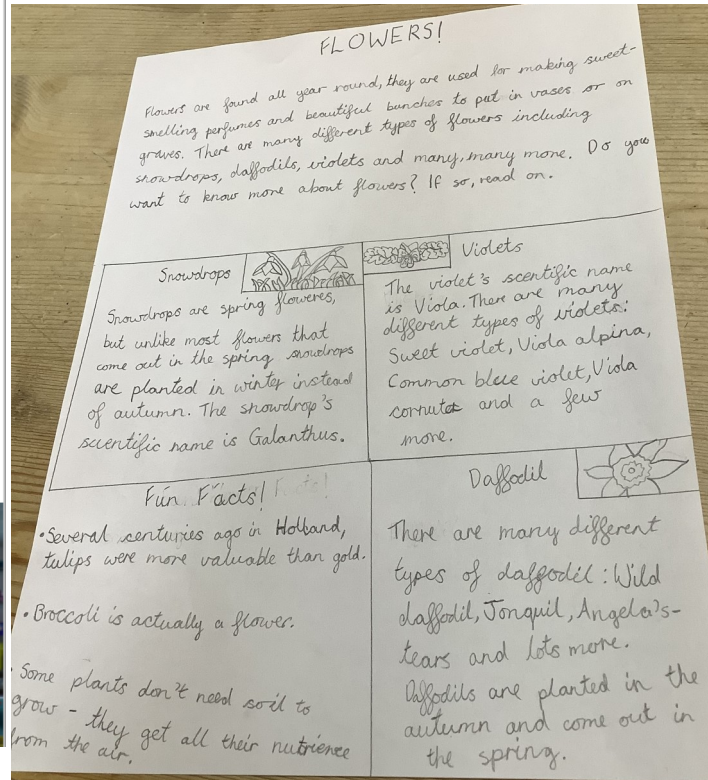 FLOWERS!
Flowers are found all year round, they are used for making sweet-
smelling perfumes and beautiful bunches to put in vases or on
graves. There are many different types of flowers including
snowdrops, daffodils, violets and many, many more. Do you
want to know more about flowers? If so, read on.
Snowdrops
Snowdrops are spring floweres,
but unlike most flowers that
come out in the spring snowdrops
are planted in winter instead
of autumn. The snowdrop's
scientific name is Galanthus.
Violets
The violet's scentific name
is Viola. There are many
different types of violets:
Sweet violet, Viola alpina,
Common blue violet, Viola
cornuta and a few
more.
Fun Facts!
•Several centuries ago in Holland,
tulips were more valuable than gold.
•Broccoli is actually a flower.
•Some plants don't need soil to
grow - they get all their nutrience
from the air.
Daffodil
There are many different
types of daffodil: Wild
daffodil, Jonquil, Angela's-
tears and lots more.
Daffodils are planted in the
autumn and come out in
the spring.